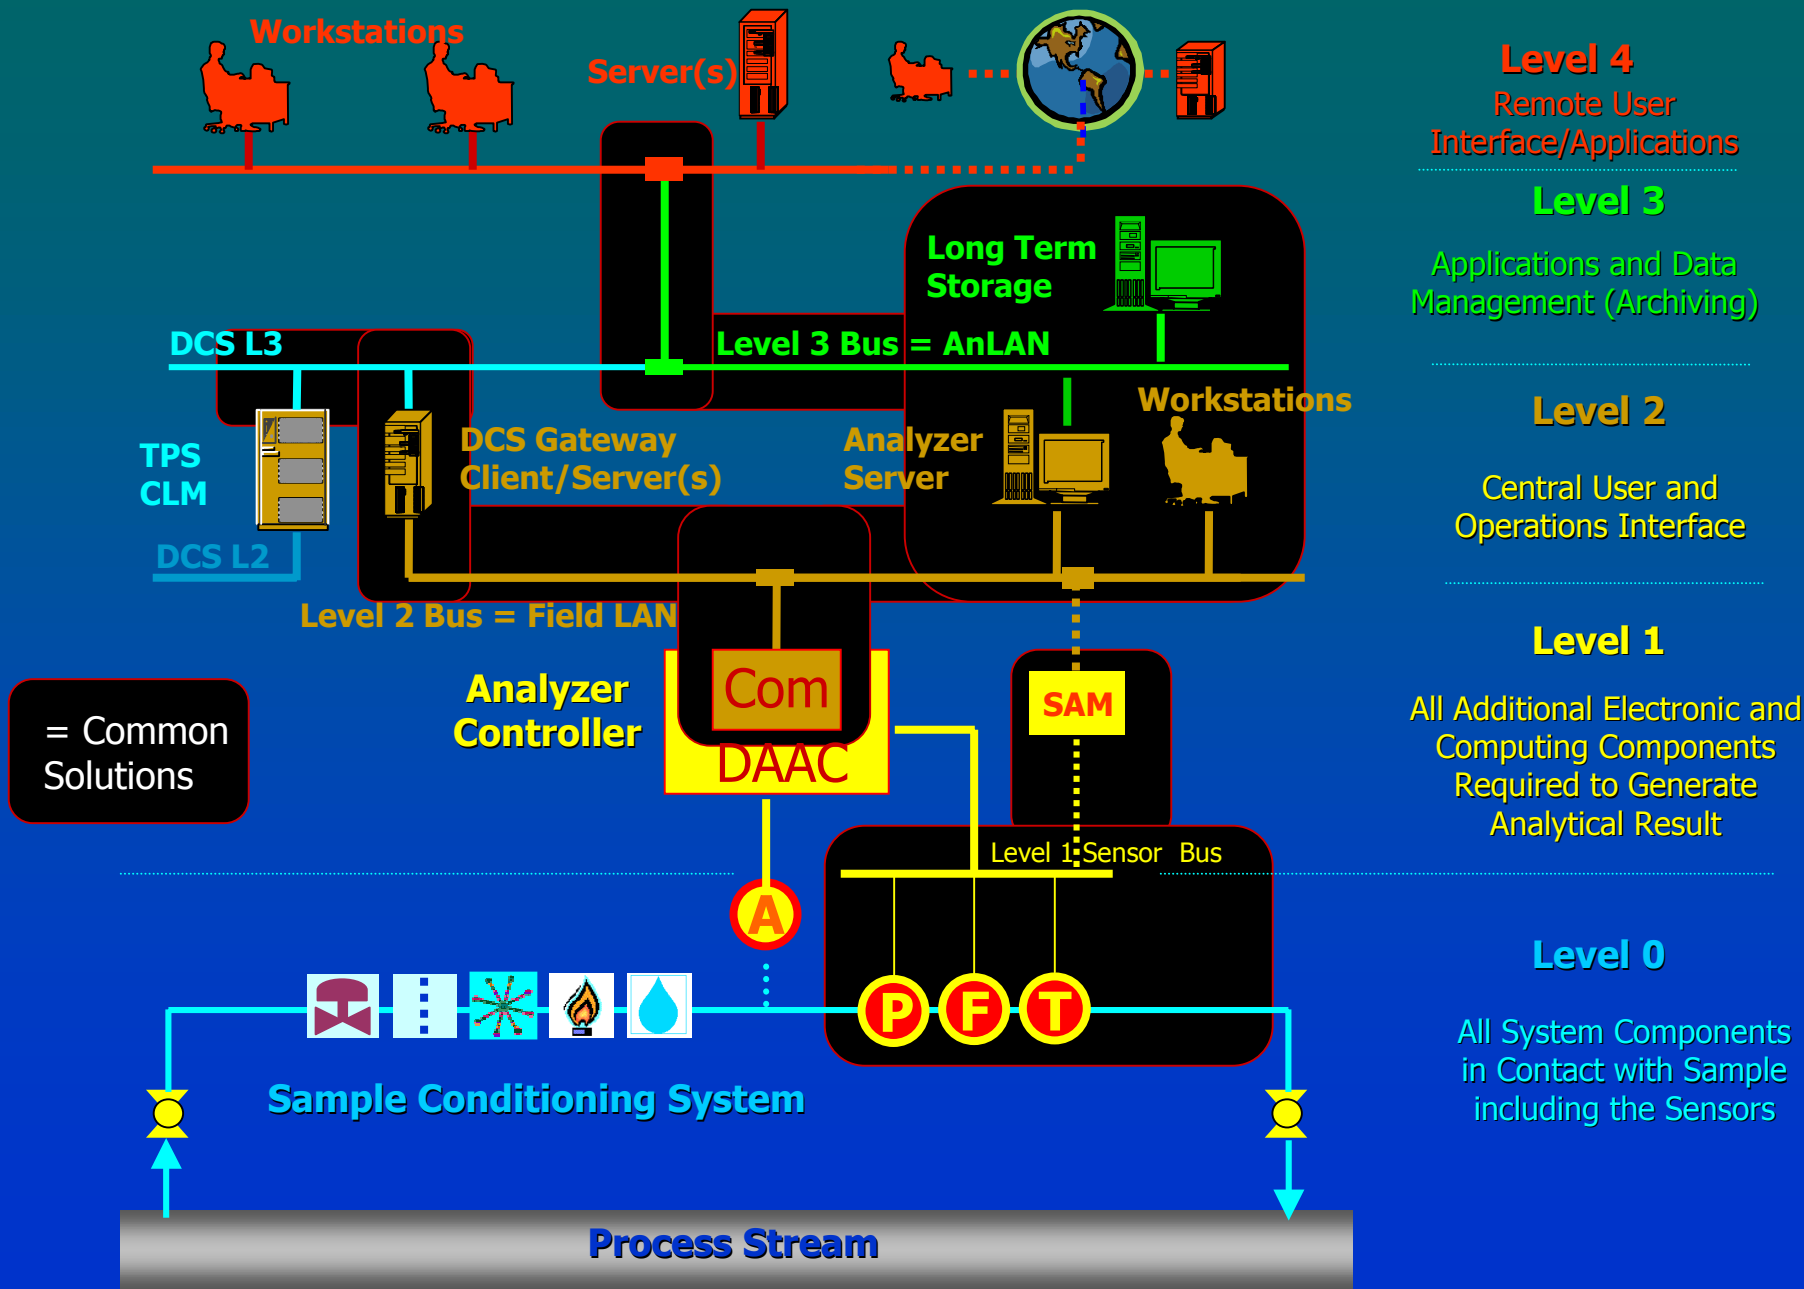 Workstations
Server(s)
Level 4
Remote User
Interface/Applications
Level 3
Applications and Data
Management (Archiving)
Long Term
Storage
DCS L3
Level 3 Bus = AnLAN
Workstations
TPS
CLM
DCS Gateway
Client/Server(s)
Analyzer
Server
Level 2
Central User and
Operations Interface
DCS L2
Level 2 Bus = Field LAN
Level 1
All Additional Electronic and
Computing Components
Required to Generate
Analytical Result
Analyzer
Controller
Com
DAAC
SAM
= Common
Solutions
Level 1 Sensor Bus
A
P
F
T
Level 0
All System Components
in Contact with Sample
including the Sensors
Sample Conditioning System
Process Stream